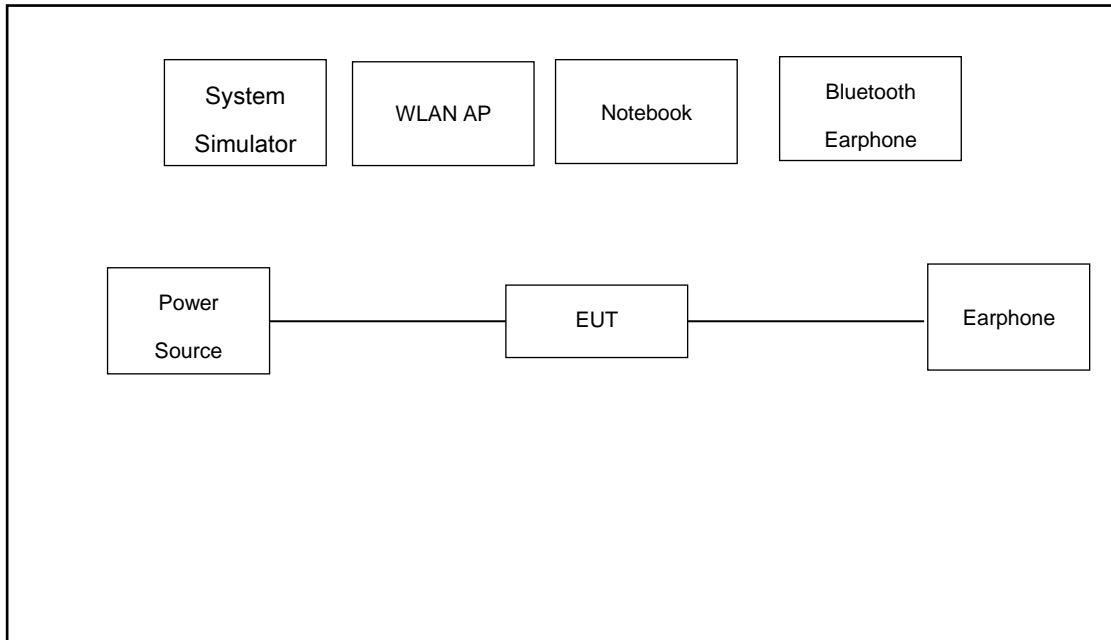 System
Simulator
WLAN AP
Notebook
Bluetooth
Earphone
Power
Source
EUT
Earphone